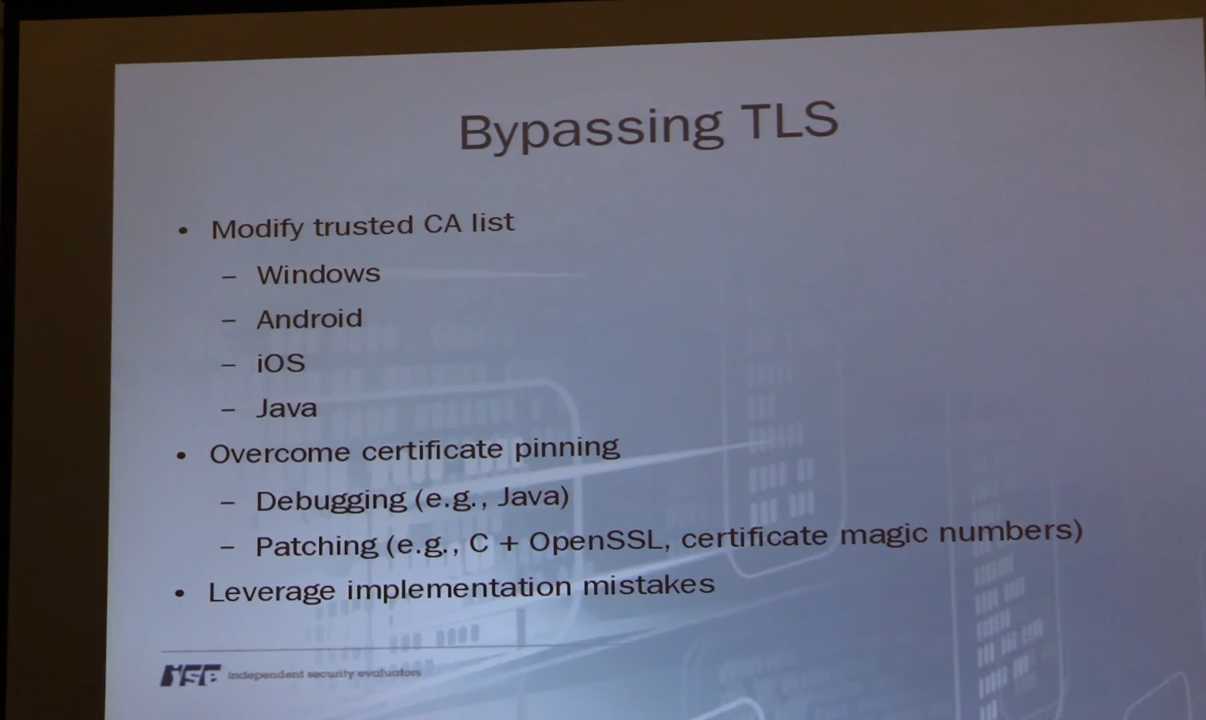 Bypassing TLS
• Modify trusted CA list
– Windows
– Android
– iOS
– Java
• Overcome certificate pinning
– Debugging (e.g., Java)
– Patching (e.g., C + OpenSSL, certificate magic numbers)
• Leverage implementation mistakes
ISE independent security evaluators